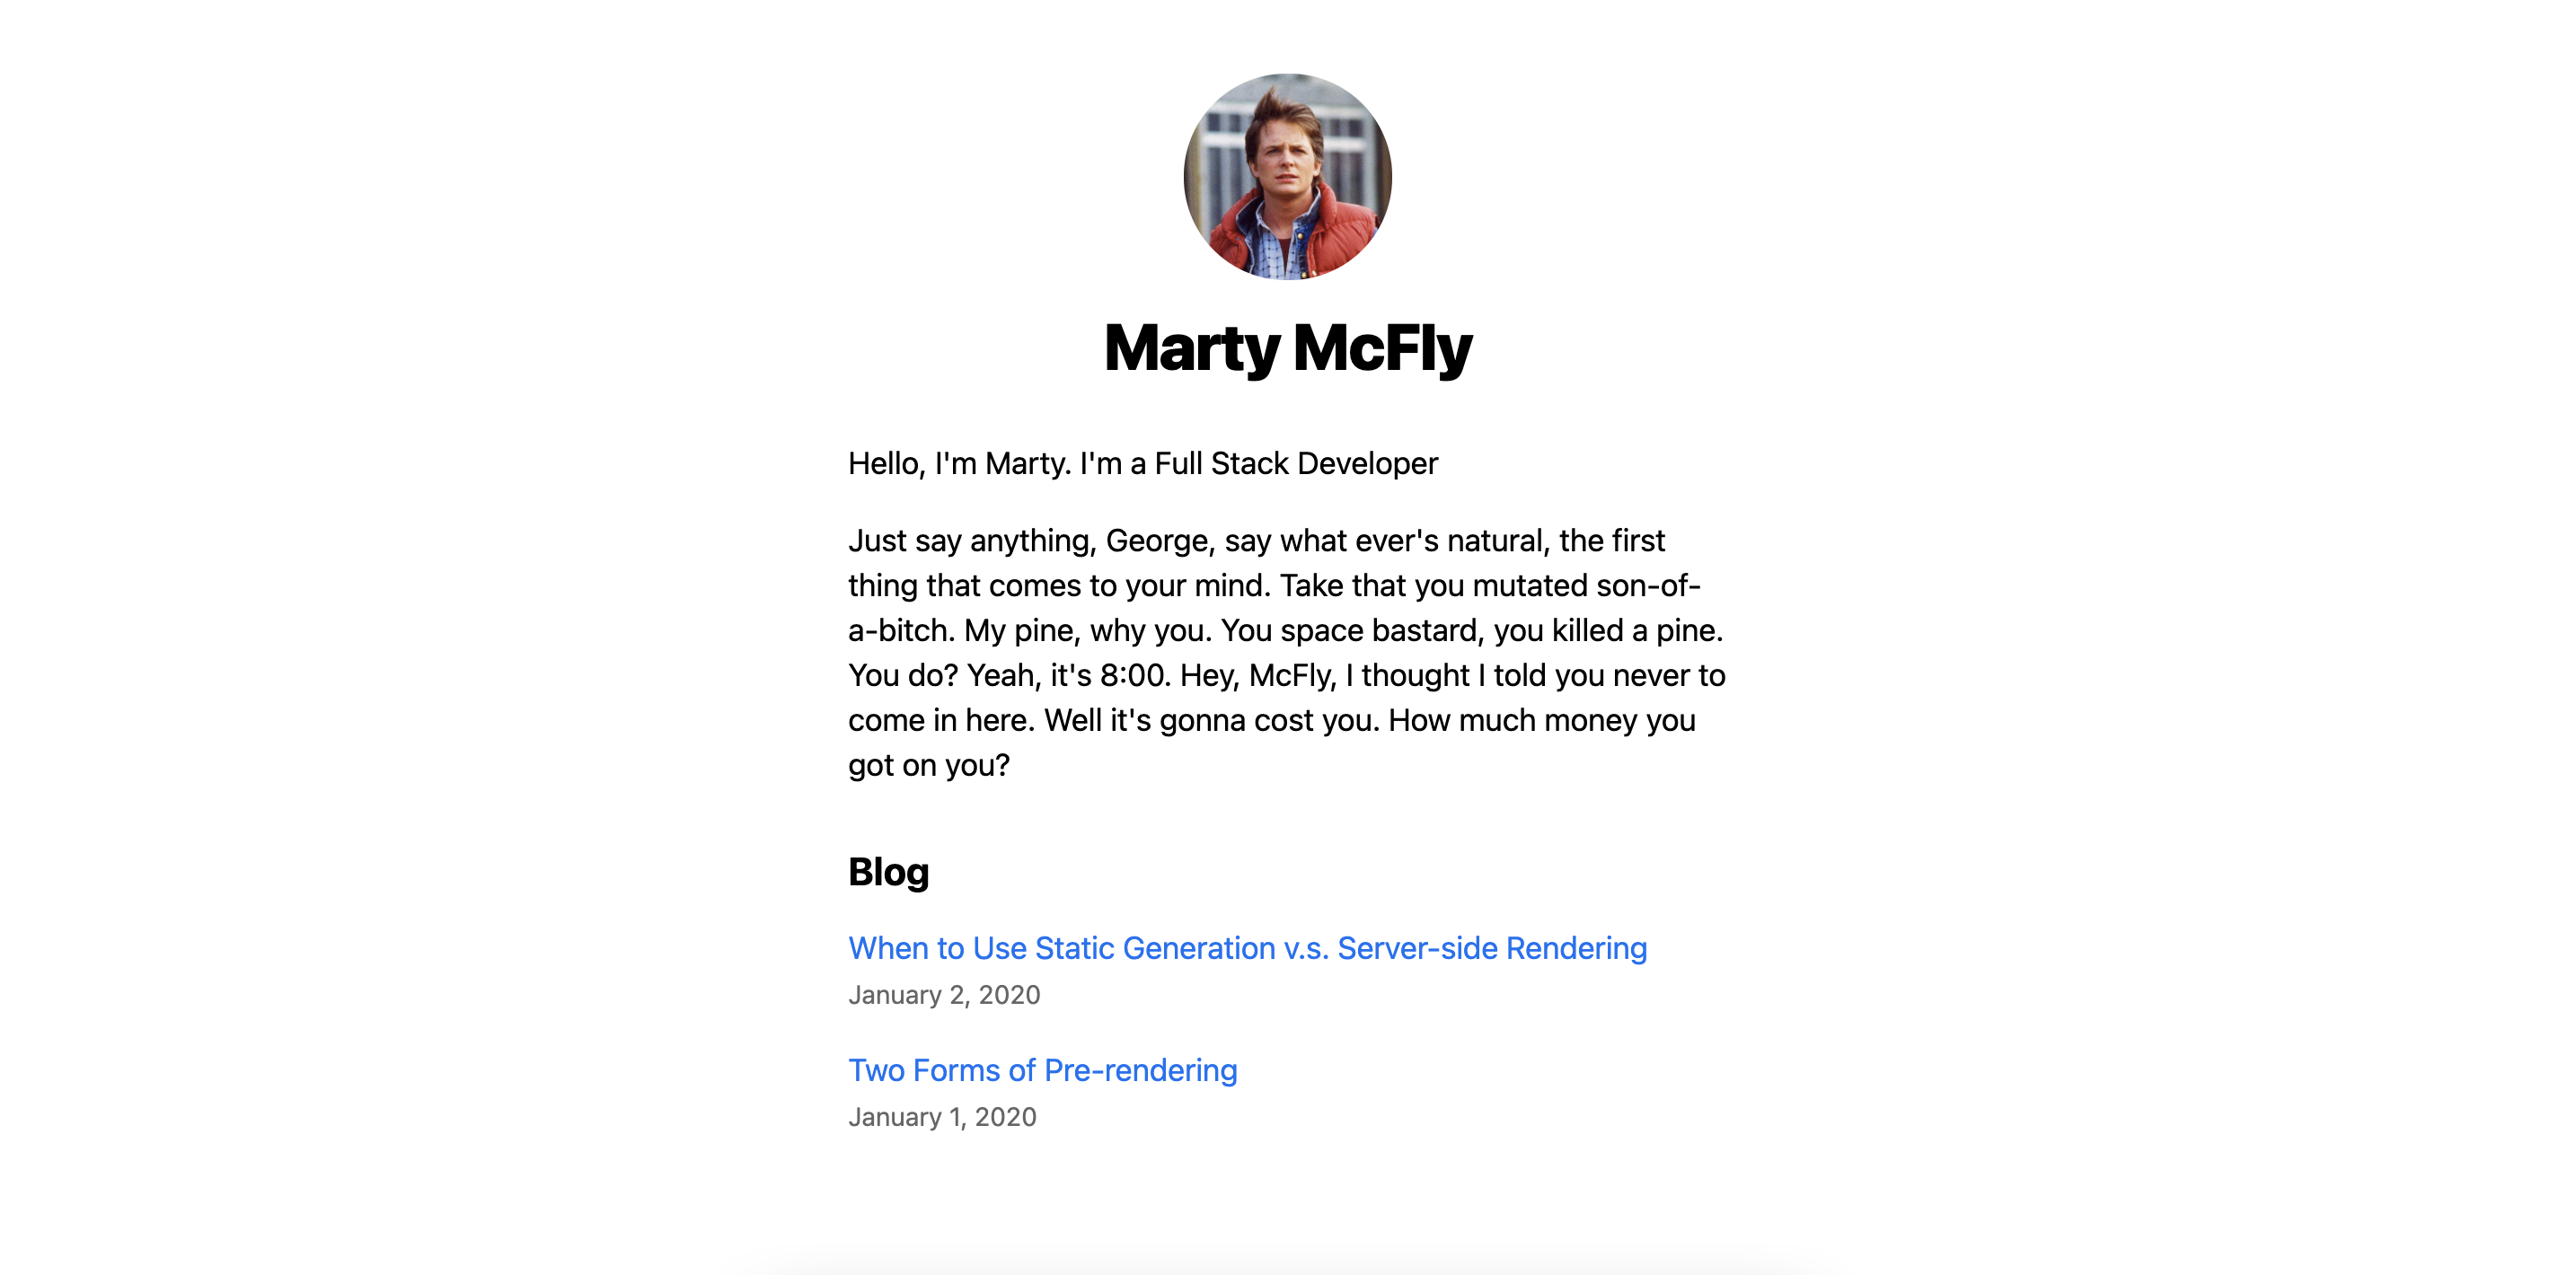 Marty McFly
Hello, I'm Marty. I'm a Full Stack Developer
Just say anything, George, say what ever's natural, the first
thing that comes to your mind. Take that you mutated son-of-
a-bitch. My pine, why you. You space bastard, you killed a pine.
You do? Yeah, it's 8:00. Hey, McFly, I thought I told you never to
come in here. Well it's gonna cost you. How much money you
got on you?
Blog
When to Use Static Generation v.s. Server-side Rendering
January 2, 2020
Two Forms of Pre-rendering
January 1, 2020